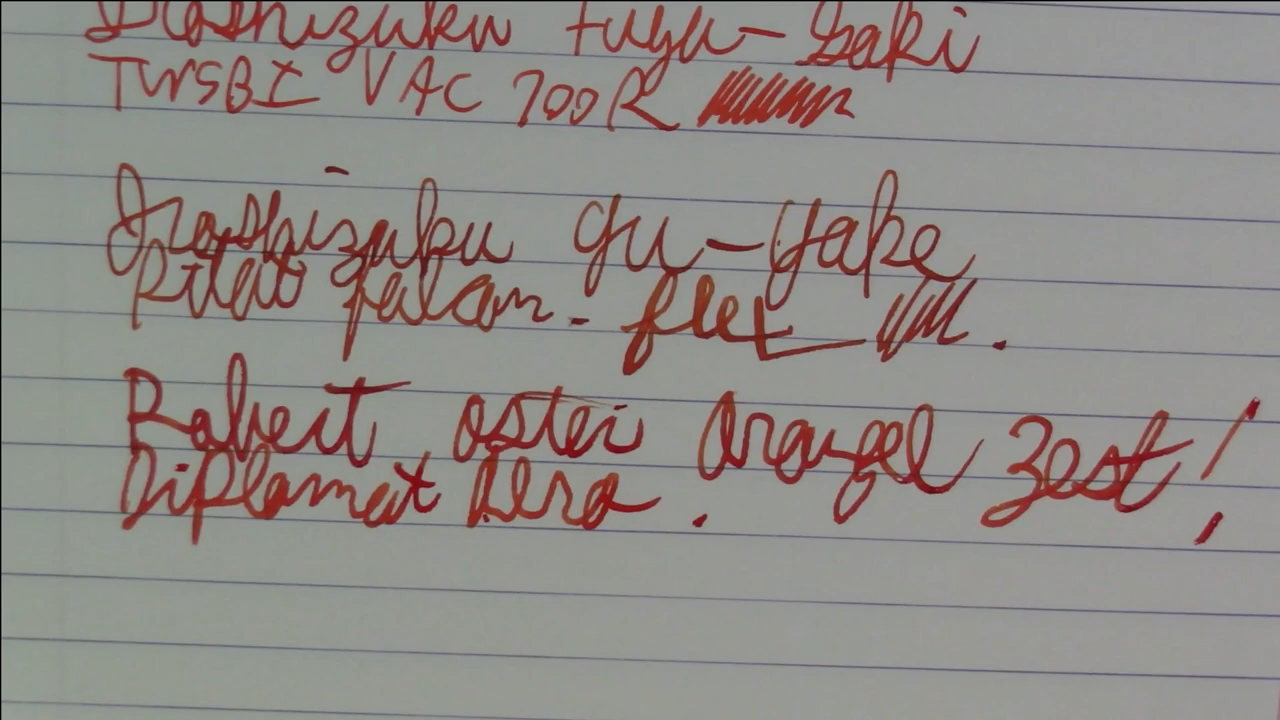 Iroshizuku fuyu-gaki
TWSBI VAC 700R
Iroshizuku yu-yake
Pilot falcon - flex
Robert oster Orange Zest!
Diplomat Aero.